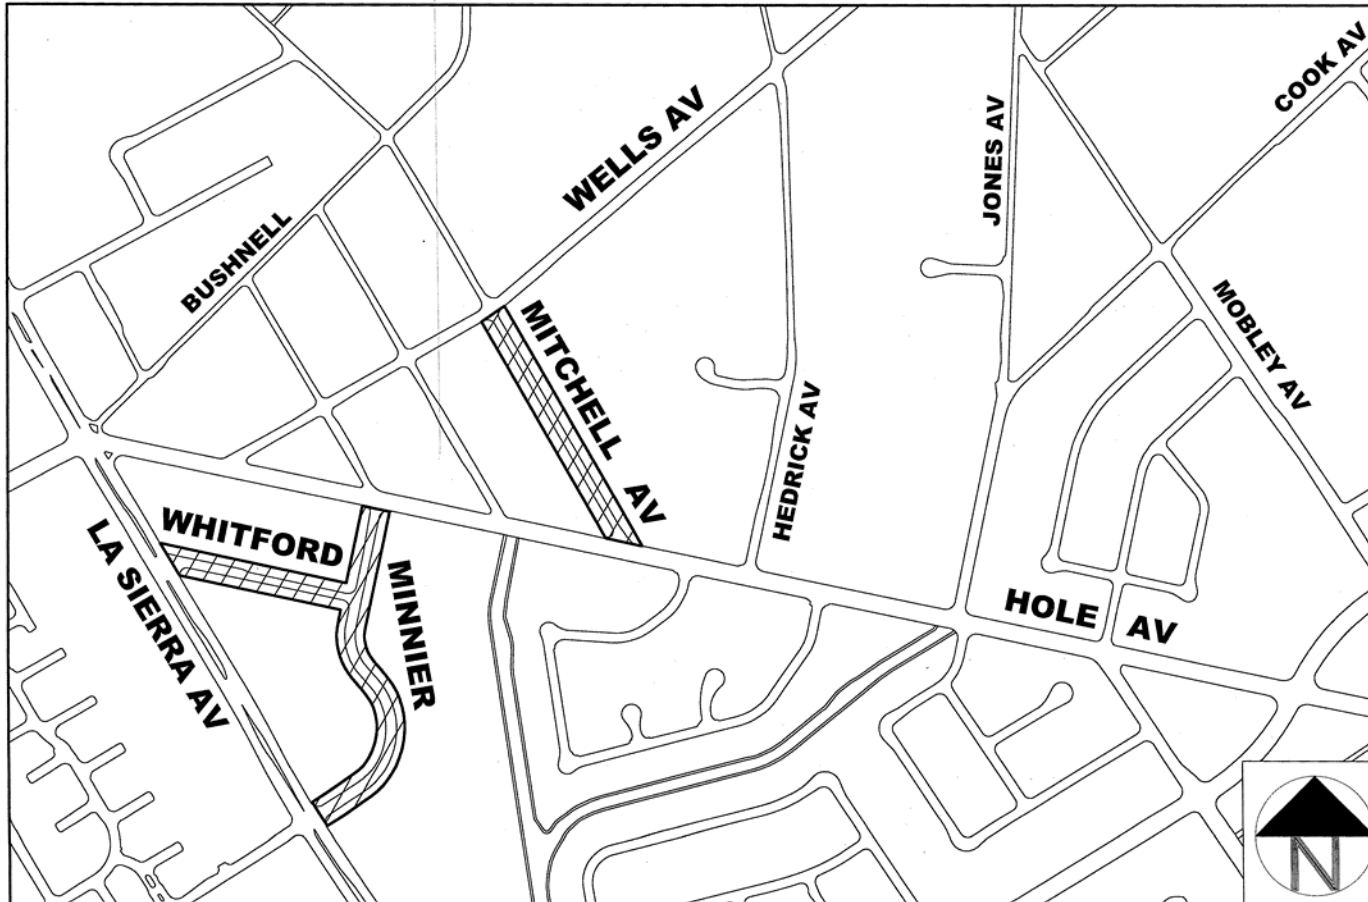 COOK AV
WELLS AV
JONES AV
BUSHNELL
MOBLEY AV
MITCHELL AV
HEDRICK AV
WHITFORD
LA SIERRA AV
MINNIER
HOLE AV
N